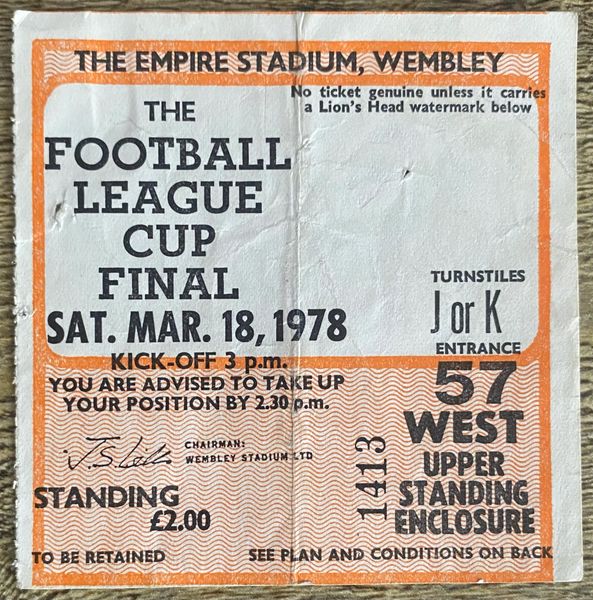 THE EMPIRE STADIUM, WEMBLEY
No ticket genuine unless it carries
a Lion's Head watermark below
THE
FOOTBALL
LEAGUE
CUP
FINAL
SAT. MAR. 18, 1978
KICK-OFF 3 p.m.
YOU ARE ADVISED TO TAKE UP
YOUR POSITION BY 2.30 p.m.
CHAIRMAN:
WEMBLEY STADIUM LTD
STANDING
£2.00
TURNSTILES
J or K
ENTRANCE
57
WEST
UPPER
STANDING
ENCLOSURE
1413
TO BE RETAINED
SEE PLAN AND CONDITIONS ON BACK